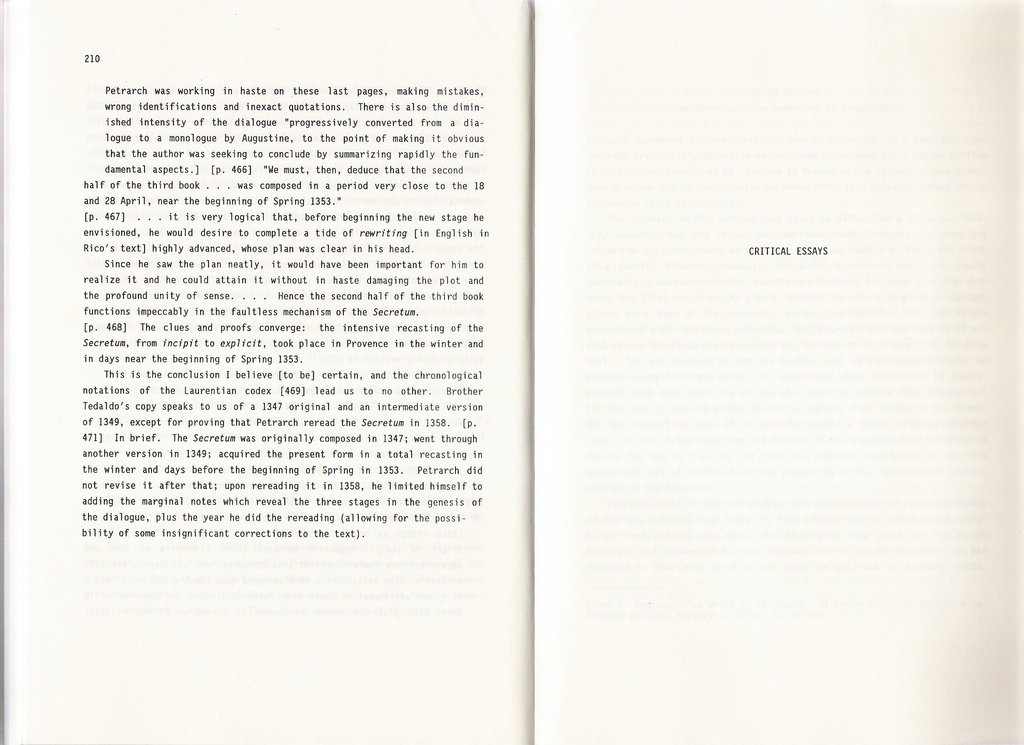 210
Petrarch was working in haste on these last pages, making mistakes,
wrong identifications and inexact quotations. There is also the dimin-
ished intensity of the dialogue "progressively converted from a dia-
logue to a monologue by Augustine, to the point of making it obvious
that the author was seeking to conclude by summarizing rapidly the fun-
damental aspects.] [p. 466] "We must, then, deduce that the second
half of the third book . . . was composed in a period very close to the 18
and 28 April, near the beginning of Spring 1353."
[p. 467] . . . it is very logical that, before beginning the new stage he
envisioned, he would desire to complete a tide of rewriting [in English in
Rico's text] highly advanced, whose plan was clear in his head.
Since he saw the plan neatly, it would have been important for him to
realize it and he could attain it without in haste damaging the plot and
the profound unity of sense. . . . Hence the second half of the third book
functions impeccably in the faultless mechanism of the Secretum.
[p. 468] The clues and proofs converge: the intensive recasting of the
Secretum, from incipit to explicit, took place in Provence in the winter and
in days near the beginning of Spring 1353.
This is the conclusion I believe [to be] certain, and the chronological
notations of the Laurentian codex [469] lead us to no other. Brother
Tedaldo's copy speaks to us of a 1347 original and an intermediate version
of 1349, except for proving that Petrarch reread the Secretum in 1358. [p.
471] In brief. The Secretum was originally composed in 1347; went through
another version in 1349; acquired the present form in a total recasting in
the winter and days before the beginning of Spring in 1353. Petrarch did
not revise it after that; upon rereading it in 1358, he limited himself to
adding the marginal notes which reveal the three stages in the genesis of
the dialogue, plus the year he did the rereading (allowing for the possi-
bility of some insignificant corrections to the text).
CRITICAL ESSAYS